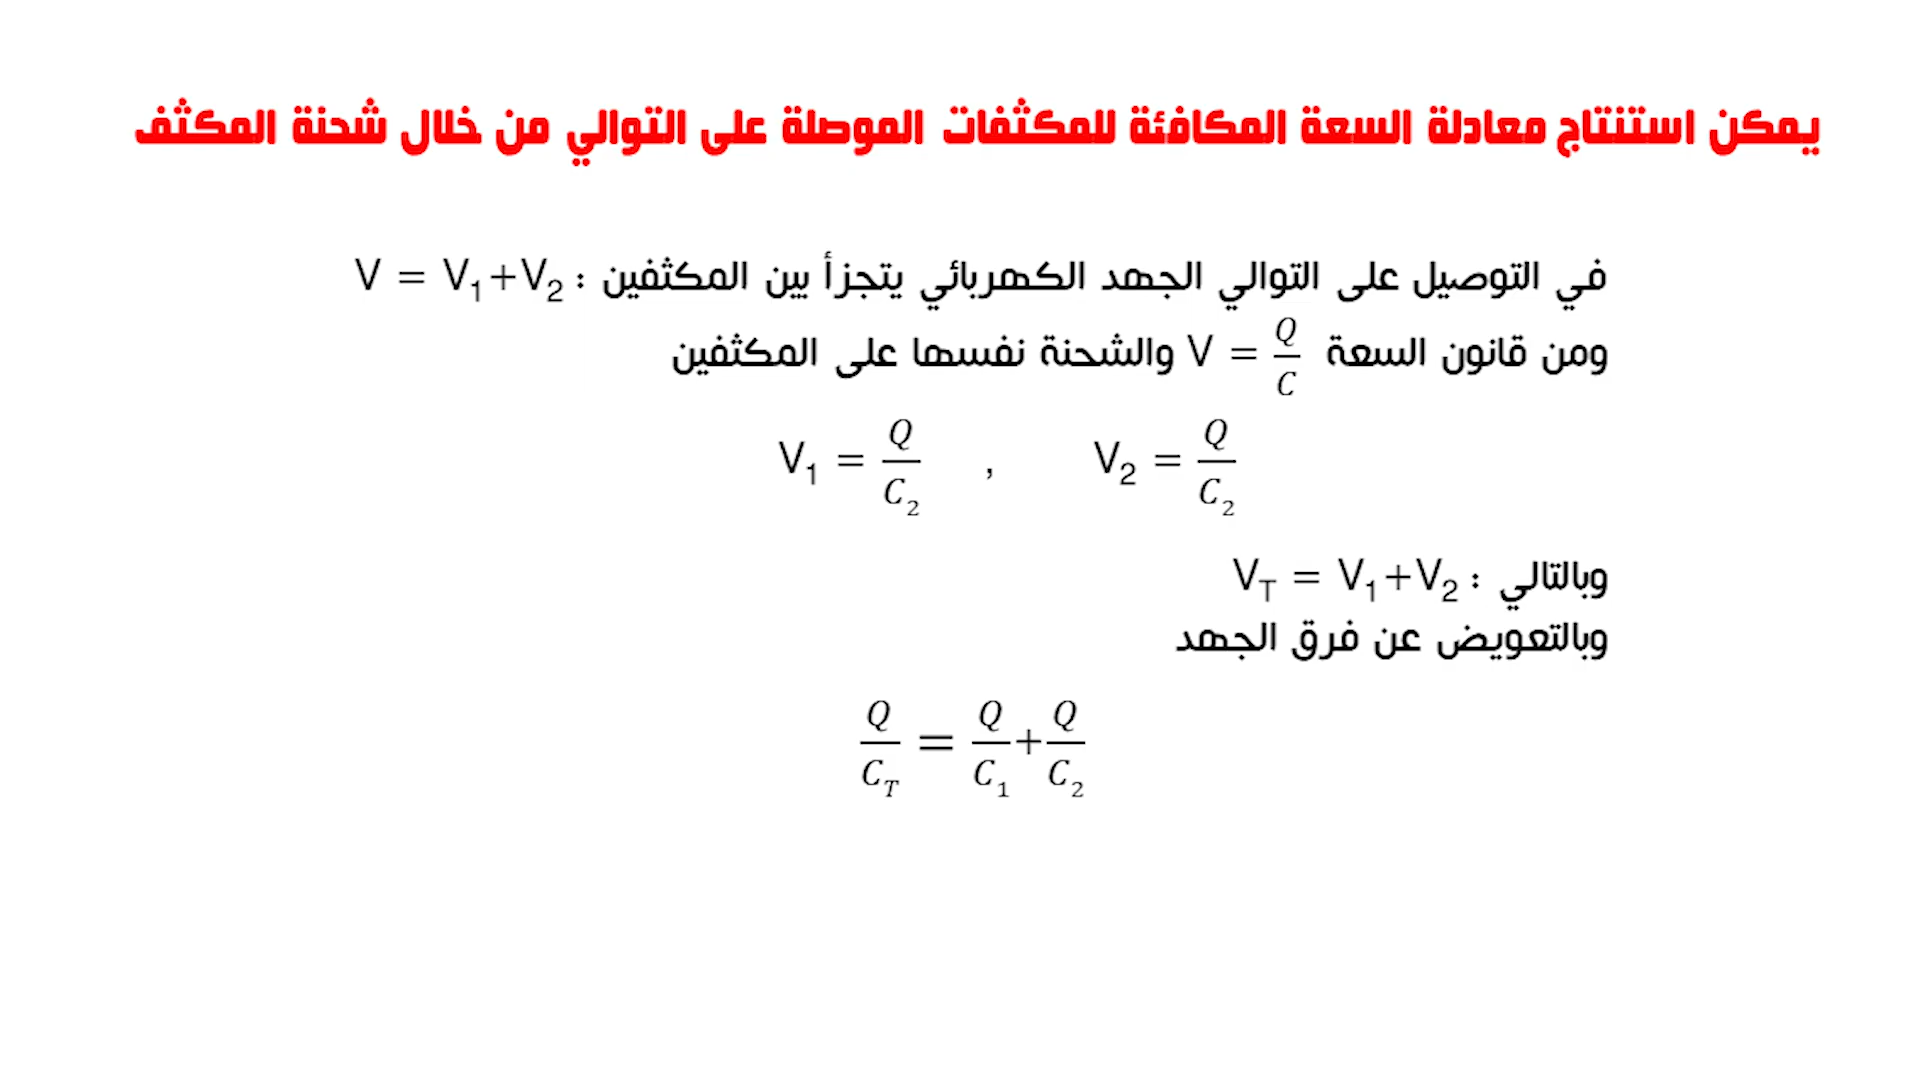 يمكن استنتاج معادلة السعة المكافئة للمكثفات الموصلة على التوالي من خلال شحنة المكثف
في التوصيل على التوالي الجهد الكهربائي يتجزأ بين المكثفين : V = V₁+V₂
ومن قانون السعة V = Q/C والشحنة نفسها على المكثفين
V₁ = Q/C₂ , V₂ = Q/C₂
وبالتالي : V_T = V₁+V₂
وبالتعويض عن فرق الجهد
Q/C_T = Q/C₁ + Q/C₂